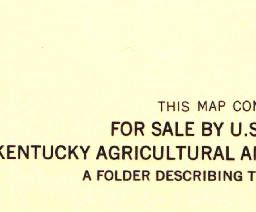 THIS MAP CON
FOR SALE BY U.S
KENTUCKY AGRICULTURAL A
A FOLDER DESCRIBING T